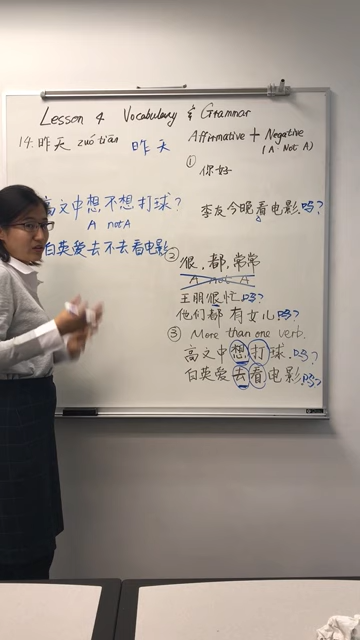 Lesson 4 Vocabulary & Grammar
14. 昨天 zuó tiān 昨天
高文中想不想打球？
A notA
白英爱去不去看电影
Affirmative + Negative
(A Not A)
① 你好
李友今晚看电影吗？
② 很，都，常常
A not A
王朋很忙吗？
他们都有女儿吗？
③ More than one verb.
高文中想打球.吗？
白英爱去看电影.吗？